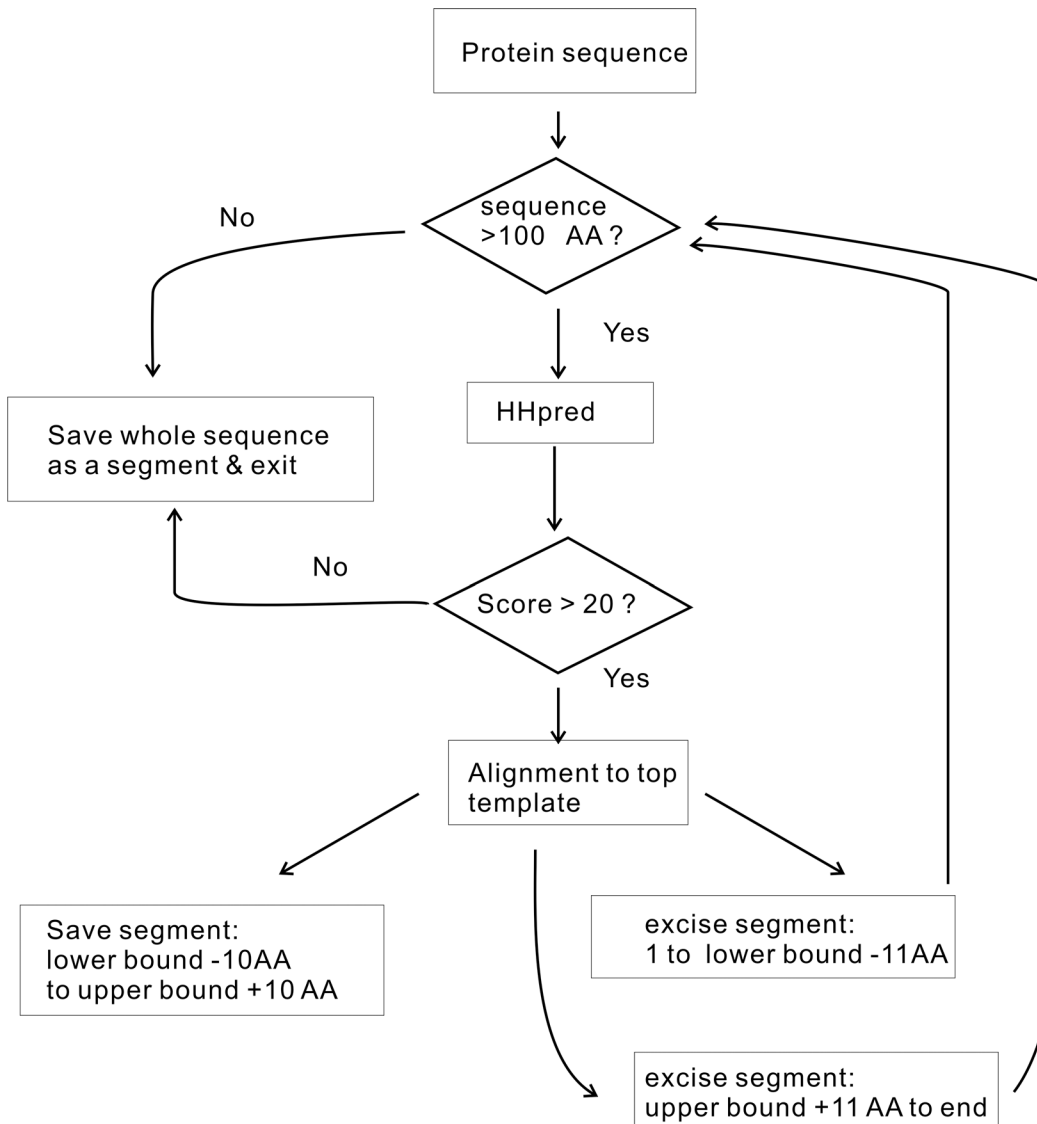 Protein sequence
sequence
>100 AA ?
No
Yes
HHpred
Save whole sequence
as a segment & exit
No
Score > 20 ?
Yes
Alignment to top
template
Save segment:
lower bound -10AA
to upper bound +10 AA
excise segment:
1 to lower bound -11AA
excise segment:
upper bound +11 AA to end